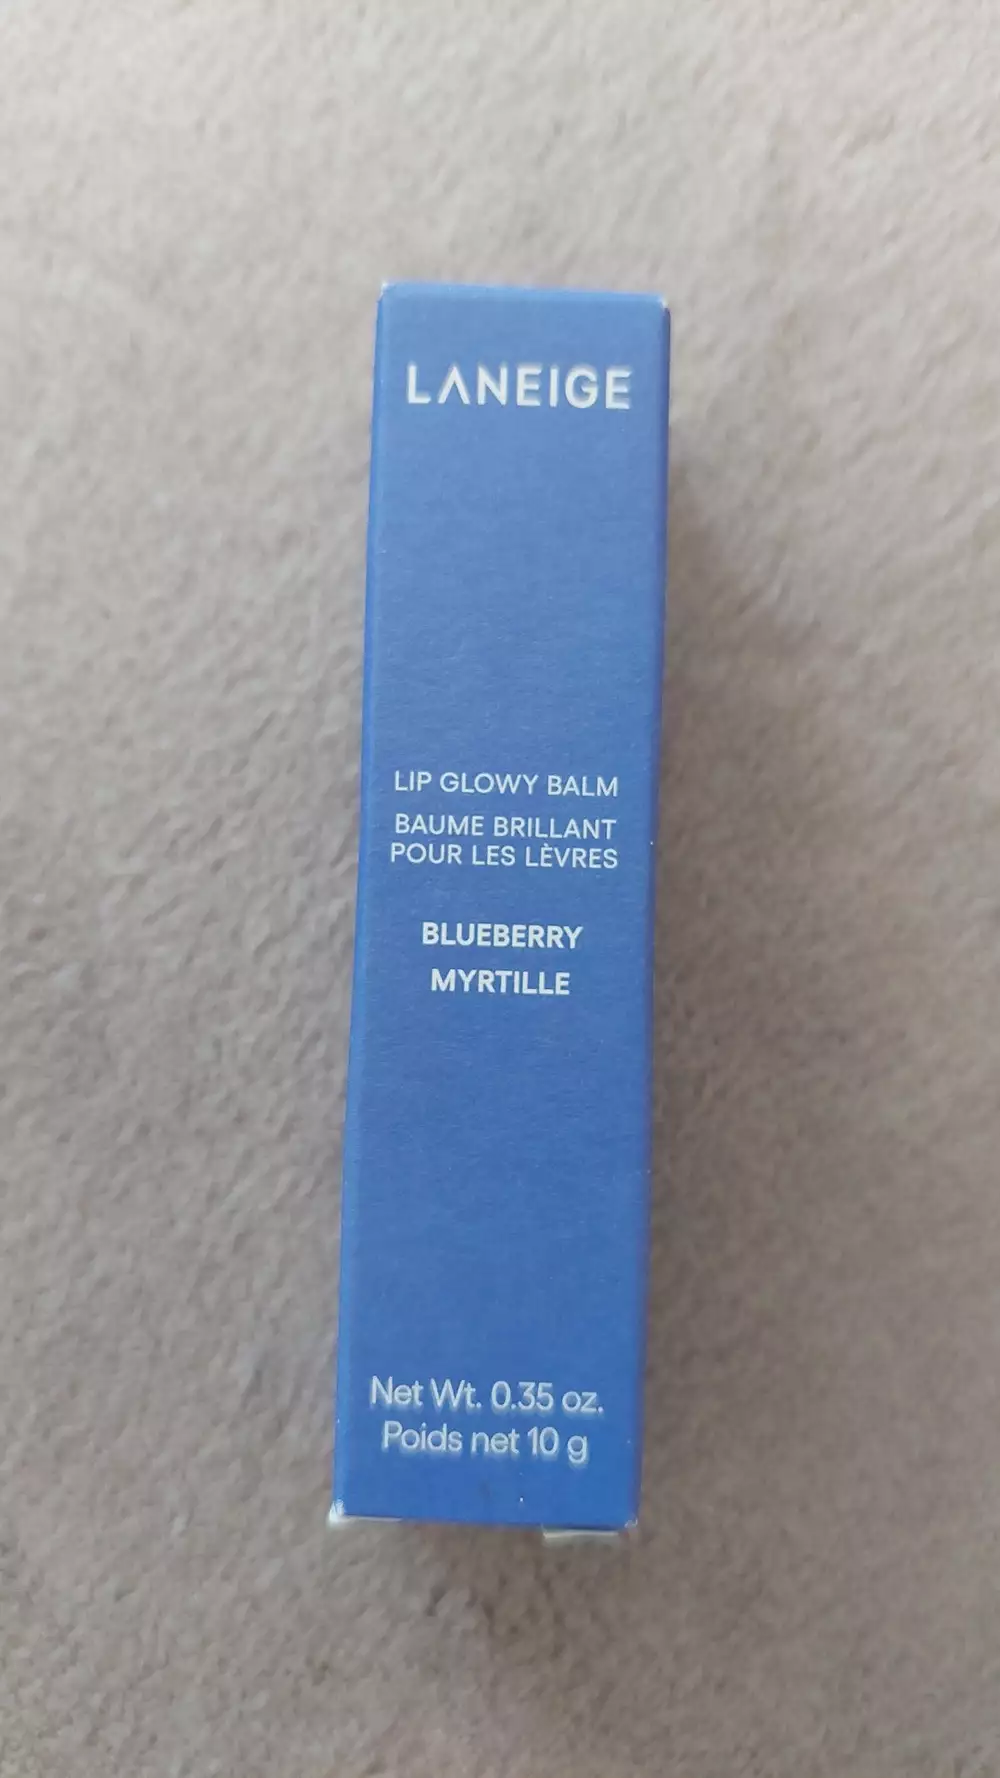 LANEIGE
LIP GLOWY BALM
BAUME BRILLANT
POUR LES LÈVRES
BLUEBERRY
MYRTILLE
Net Wt. 0.35 oz.
Poids net 10 g